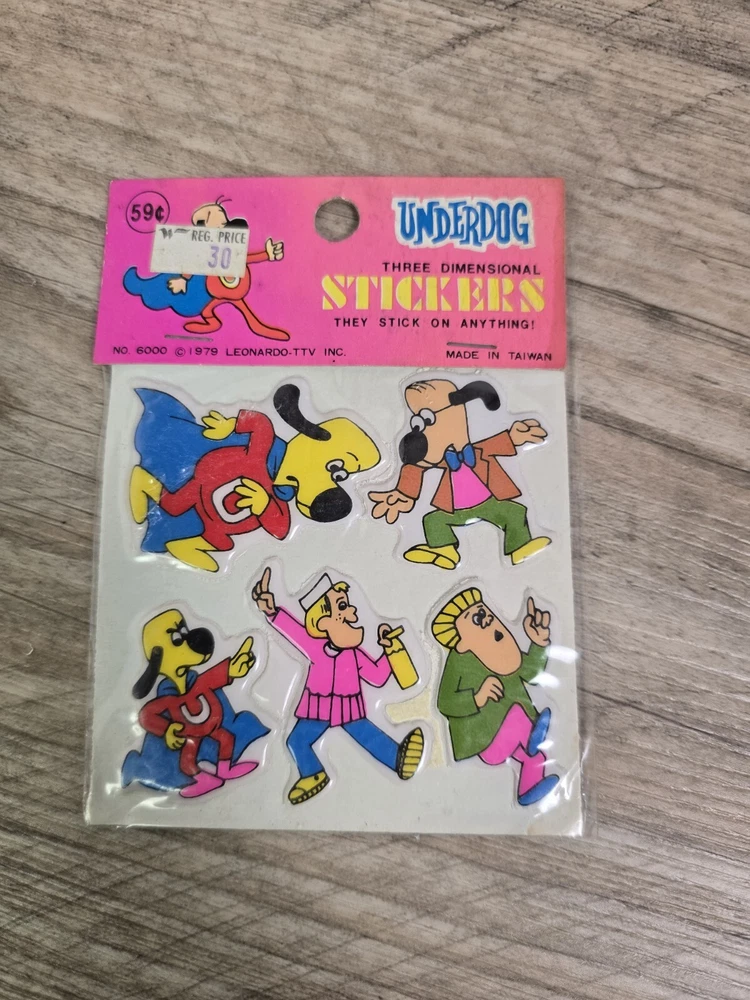 59¢
REG. PRICE
30
UNDERDOG
THREE DIMENSIONAL
STICKERS
THEY STICK ON ANYTHING!
NO. 6000 ©1979 LEONARDO-TTV INC.
MADE IN TAIWAN
U